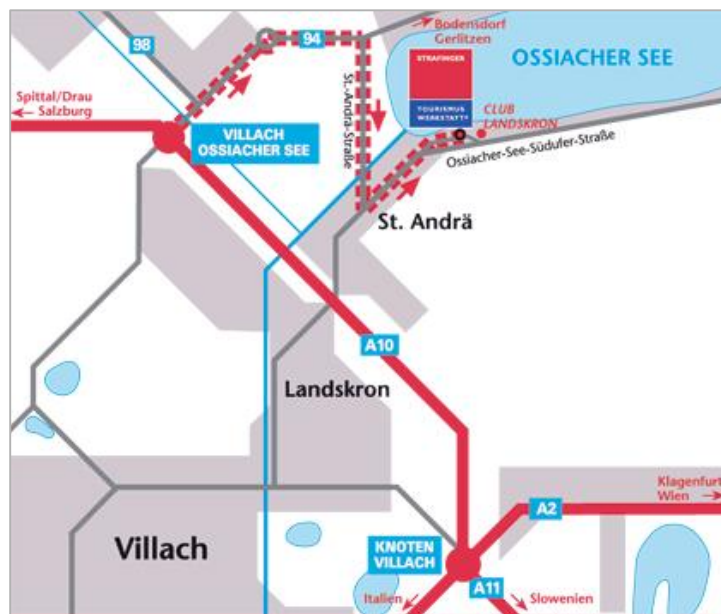 Bodensdorf
Gerlitzen
98
94
OSSIACHER SEE
STRAFINGER
Spittal/Drau
Salzburg
TOURISMUS
WERKSTATT
CLUB
LANDSKRON
VILLACH
OSSIACHER SEE
St.-Andrä-Straße
Ossiacher-See-Südufer-Straße
St. Andrä
A10
Landskron
Klagenfurt
Wien
A2
Villach
KNOTEN
VILLACH
A11
Italien
Slowenien